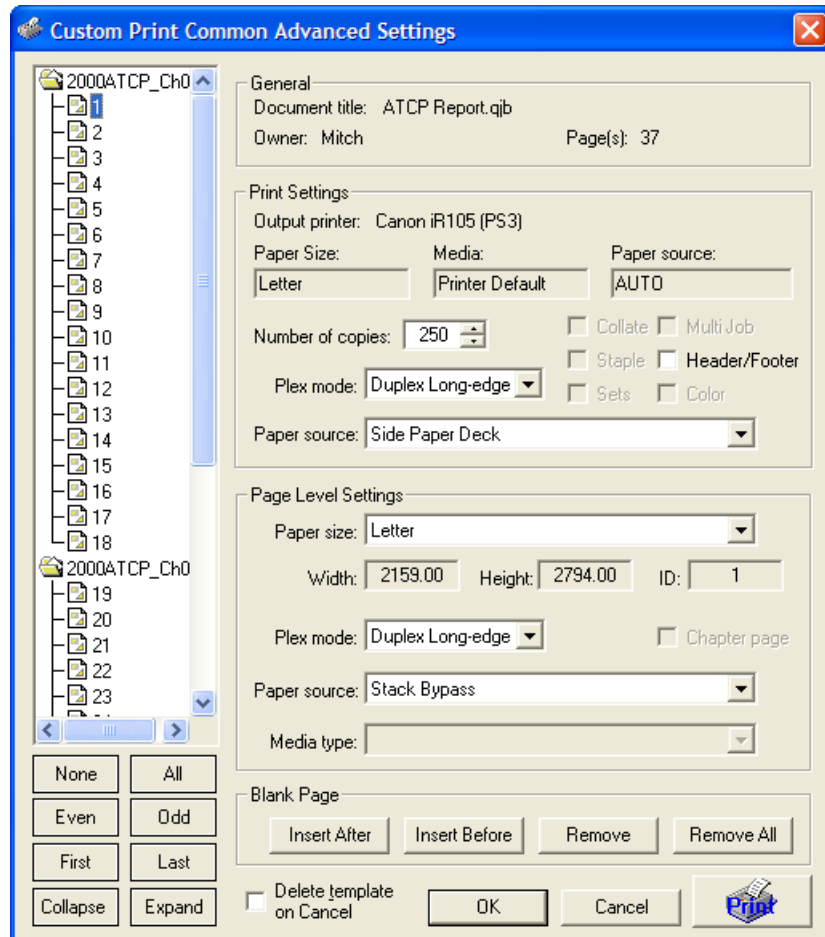 Custom Print Common Advanced Settings
2000ATCP_Ch0
1
2
3
4
5
6
7
8
9
10
11
12
13
14
15
16
17
18
2000ATCP_Ch0
19
20
21
22
23
None All
Even Odd
First Last
Collapse Expand
General
Document title: ATCP Report.qjb
Owner: Mitch Page(s): 37
Print Settings
Output printer: Canon iR105 (PS3)
Paper Size: Media: Paper source:
Letter Printer Default AUTO
Number of copies: 250 Collate Multi Job
Staple Header/Footer
Plex mode: Duplex Long-edge
Sets Color
Paper source: Side Paper Deck
Page Level Settings
Paper size: Letter
Width: 2159.00 Height: 2794.00 ID: 1
Plex mode: Duplex Long-edge Chapter page
Paper source: Stack Bypass
Media type:
Blank Page
Insert After Insert Before Remove Remove All
Delete template
on Cancel
OK Cancel Print